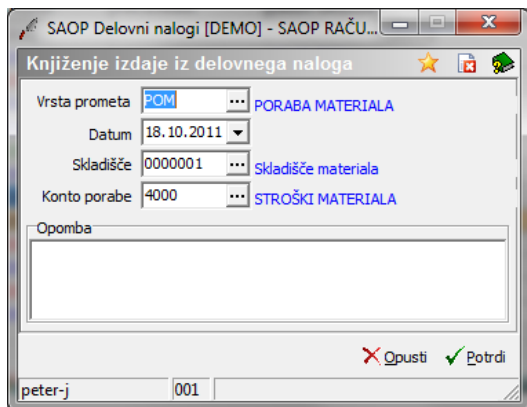 SAOP Delovni nalogi [DEMO] - SAOP RAČU...
Knjiženje izdaje iz delovnega naloga
Vrsta prometa POM ... PORABA MATERIALA
Datum 18.10.2011
Skladišče 0000001 ... Skladišče materiala
Konto porabe 4000 ... STROŠKI MATERIALA
Opomba
Opusti Potrdi
peter-j 001